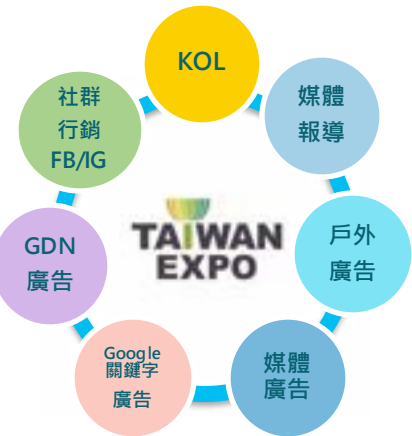 KOL
媒體
報導
戶外
廣告
媒體
廣告
Google
關鍵字
廣告
GDN
廣告
社群
行銷
FB/IG
TAIWAN
EXPO